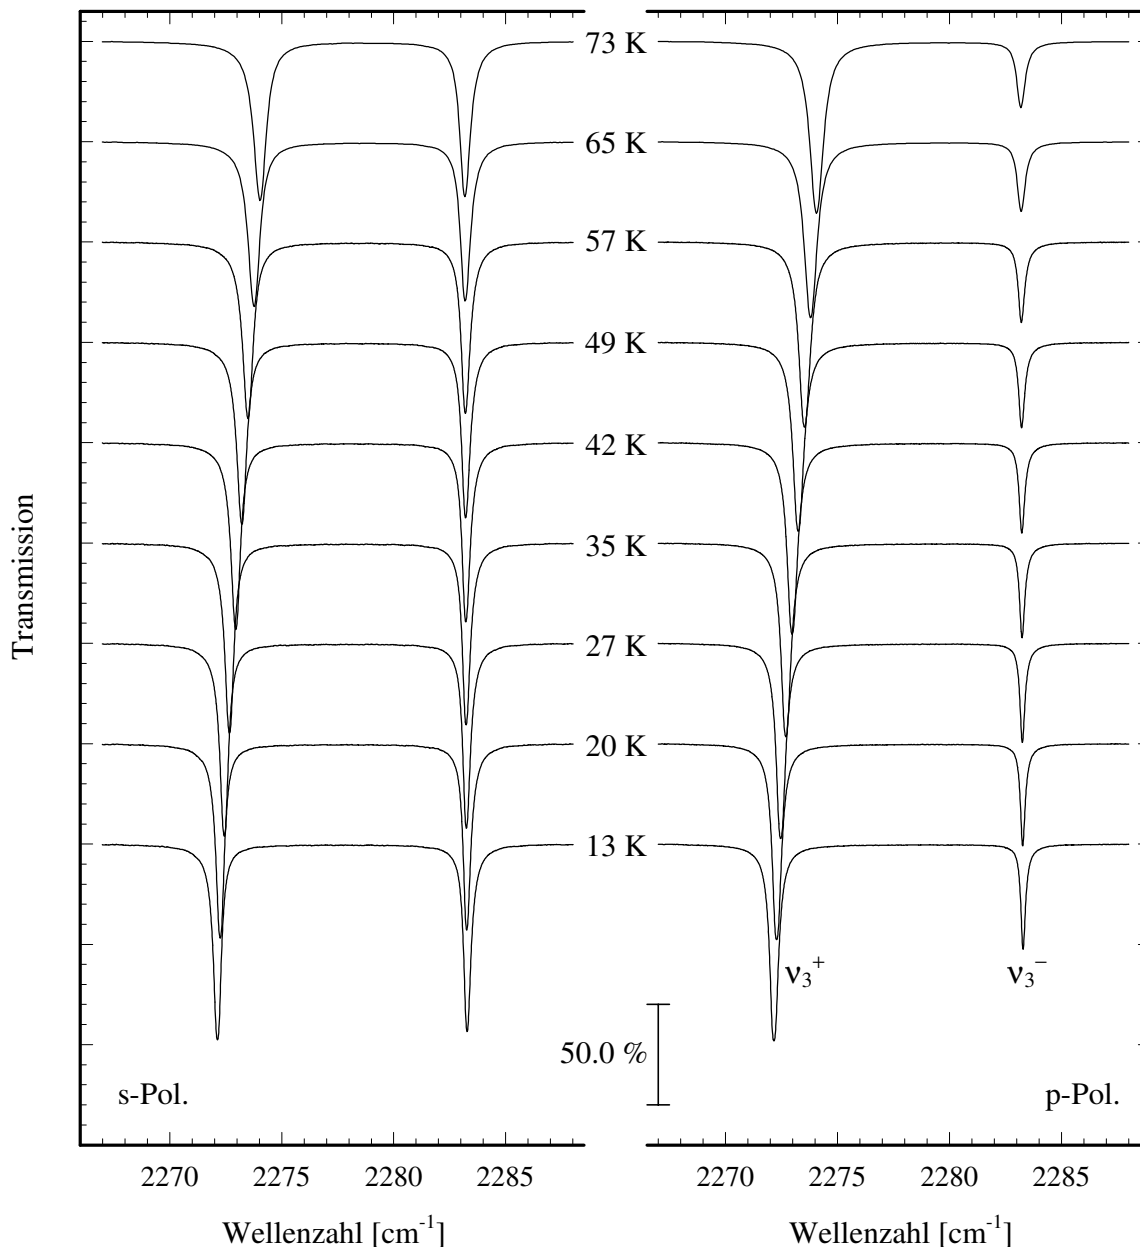 73 K
65 K
57 K
49 K
42 K
35 K
27 K
20 K
13 K
Transmission
ν₃⁺ ν₃⁻
50.0 %
s-Pol. p-Pol.
2270 2275 2280 2285 2270 2275 2280 2285
Wellenzahl [cm⁻¹] Wellenzahl [cm⁻¹]